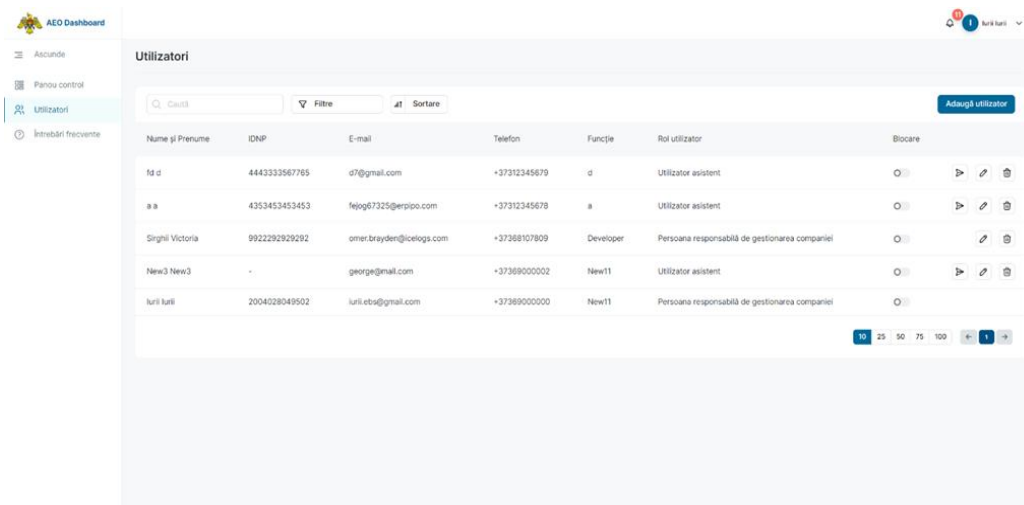 AEO Dashboard
11
I
Iurii Iurii
Ascunde
Panou control
Utilizatori
Întrebări frecvente
Utilizatori
Caută
Filtre
Sortare
Adaugă utilizator
Nume și Prenume IDNP E-mail Telefon Funcție Rol utilizator Blocare
fd d 4443333567765 d7@gmail.com +37312345679 d Utilizator asistent
a a 4353453453453 fejog67325@erpipo.com +37312345678 a Utilizator asistent
Sirghii Victoria 9922292929292 omer.brayden@icelogs.com +37368107809 Developer Persoana responsabilă de gestionarea companiei
New3 New3 - george@mail.com +37369000002 New11 Utilizator asistent
Iurii Iurii 2004028049502 iurii.ebs@gmail.com +37369000000 New11 Persoana responsabilă de gestionarea companiei
10 25 50 75 100 ← 1 →